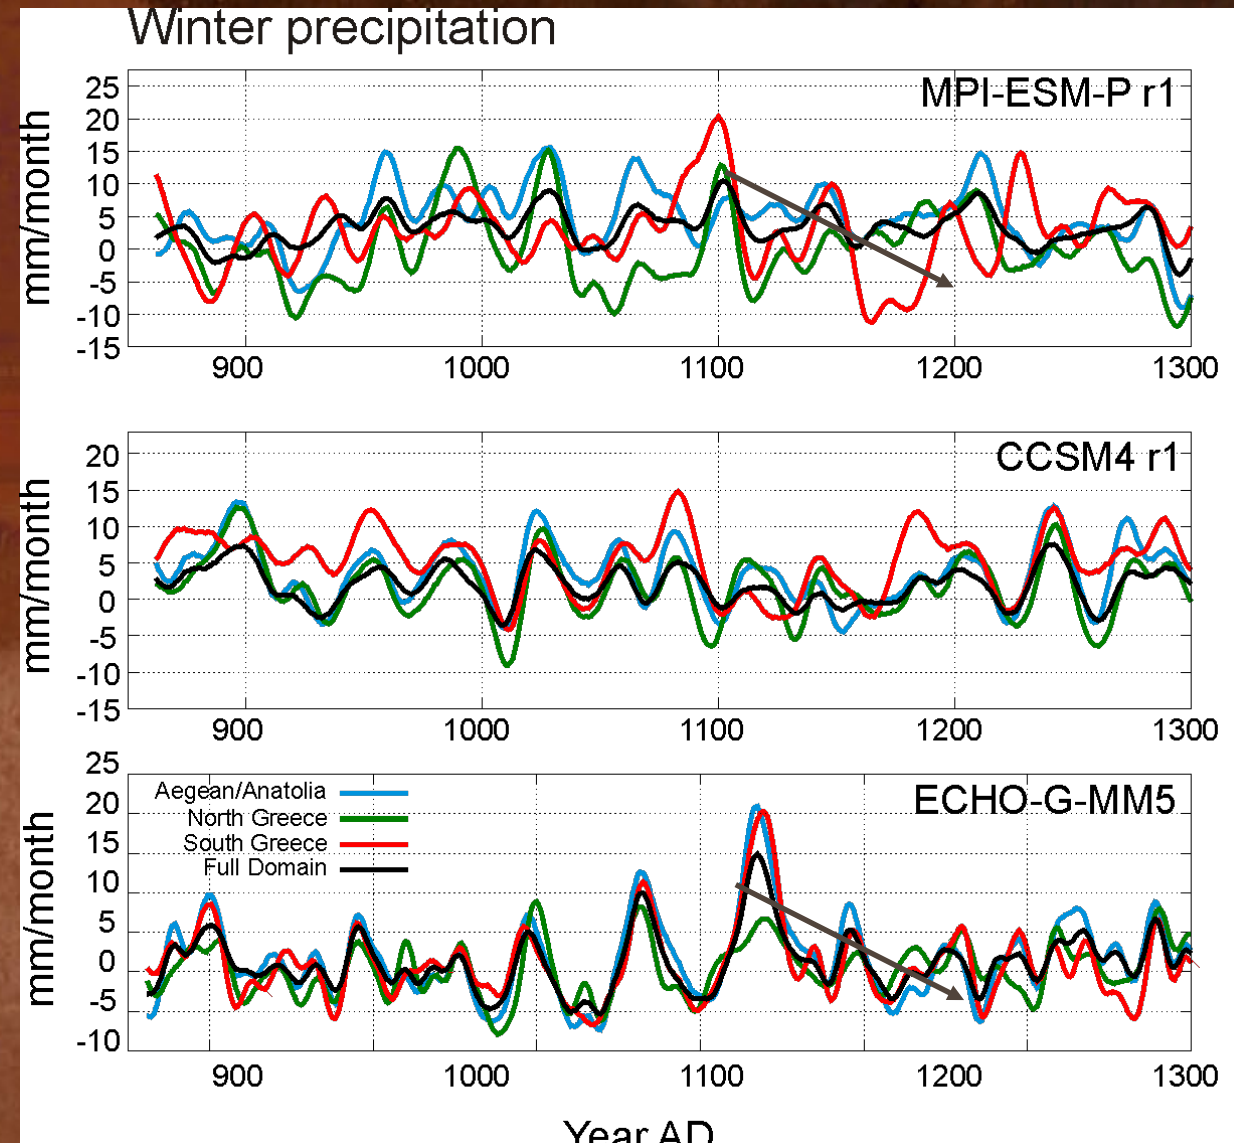 Winter precipitation
MPI-ESM-P r1
mm/month
25
20
15
10
5
0
-5
-10
-15
900 1000 1100 1200 1300
CCSM4 r1
mm/month
20
15
10
5
0
-5
-10
-15
900 1000 1100 1200 1300
ECHO-G-MM5
mm/month
25
20
15
10
5
0
-5
-10
Aegean/Anatolia
North Greece
South Greece
Full Domain
900 1000 1100 1200 1300
Year AD